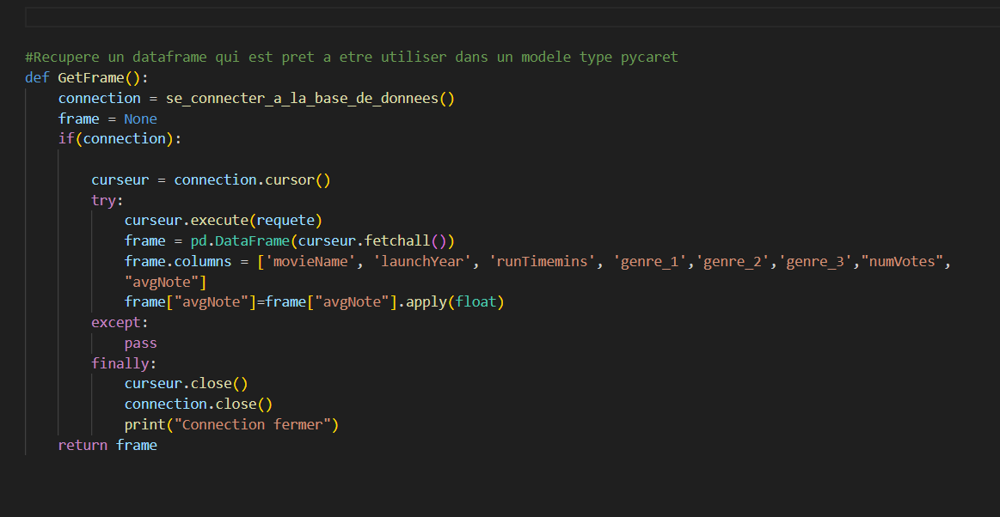 #Recupere un dataframe qui est pret a etre utiliser dans un modele type pycaret
def GetFrame():
    connection = se_connecter_a_la_base_de_donnees()
    frame = None
    if(connection):
        curseur = connection.cursor()
        try:
            curseur.execute(requete)
            frame = pd.DataFrame(curseur.fetchall())
            frame.columns = ['movieName', 'launchYear', 'runTimemins', 'genre_1','genre_2','genre_3',"numVotes",
            "avgNote"]
            frame["avgNote"]=frame["avgNote"].apply(float)
        except:
            pass
        finally:
            curseur.close()
            connection.close()
            print("Connection fermer")
    return frame